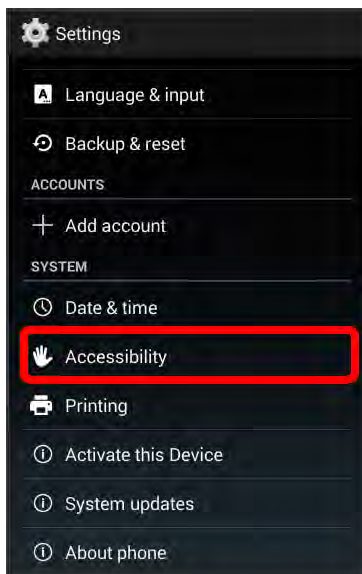 Settings
Language & input
Backup & reset
ACCOUNTS
Add account
SYSTEM
Date & time
Accessibility
Printing
Activate this Device
System updates
About phone